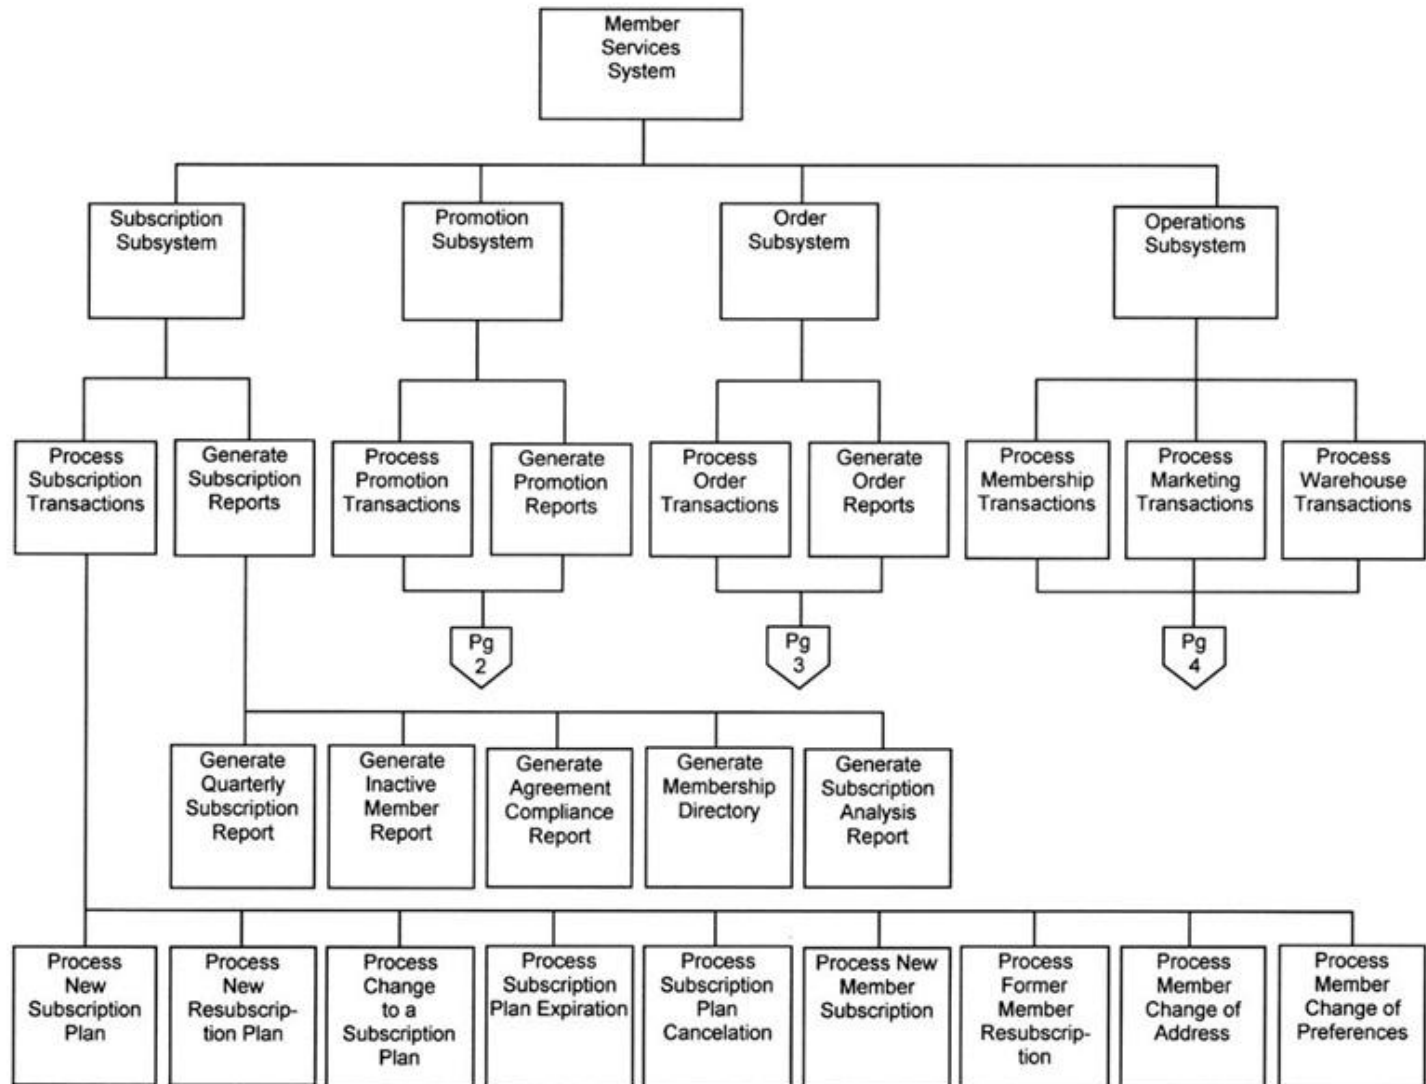 Member
Services
System
Subscription
Subsystem
Promotion
Subsystem
Order
Subsystem
Operations
Subsystem
Process
Subscription
Transactions
Generate
Subscription
Reports
Process
Promotion
Transactions
Generate
Promotion
Reports
Process
Order
Transactions
Generate
Order
Reports
Process
Membership
Transactions
Process
Marketing
Transactions
Process
Warehouse
Transactions
Pg
2
Pg
3
Pg
4
Generate
Quarterly
Subscription
Report
Generate
Inactive
Member
Report
Generate
Agreement
Compliance
Report
Generate
Membership
Directory
Generate
Subscription
Analysis
Report
Process
New
Subscription
Plan
Process
New
Resubscrip-
tion Plan
Process
Change
to a
Subscription
Plan
Process
Subscription
Plan Expiration
Process
Subscription
Plan
Cancelation
Process New
Member
Subscription
Process
Former
Member
Resubscrip-
tion
Process
Member
Change of
Address
Process
Member
Change of
Preferences